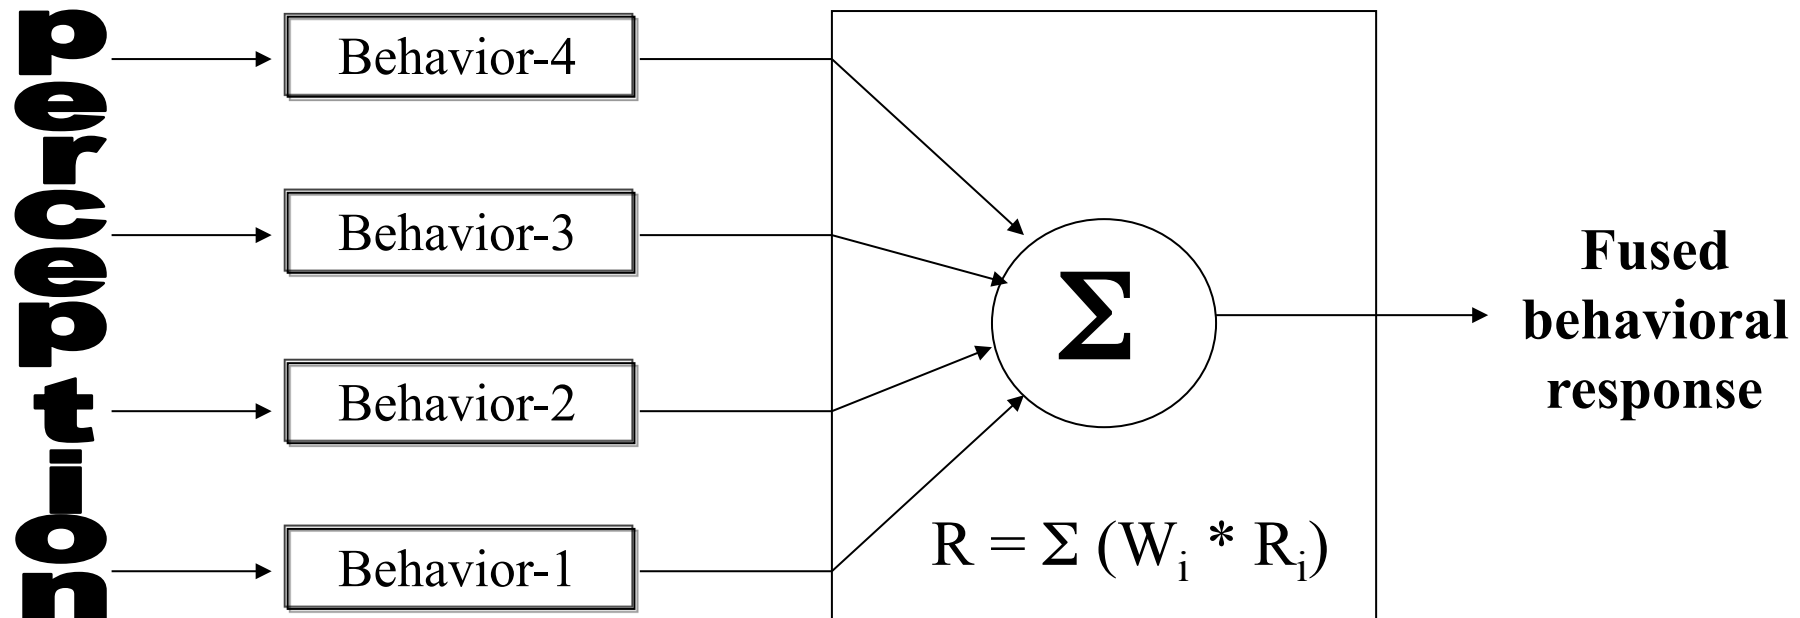 Perception
Behavior-4
Behavior-3
Behavior-2
Behavior-1
Σ
R = Σ (Wi * Ri)
Fused
behavioral
response